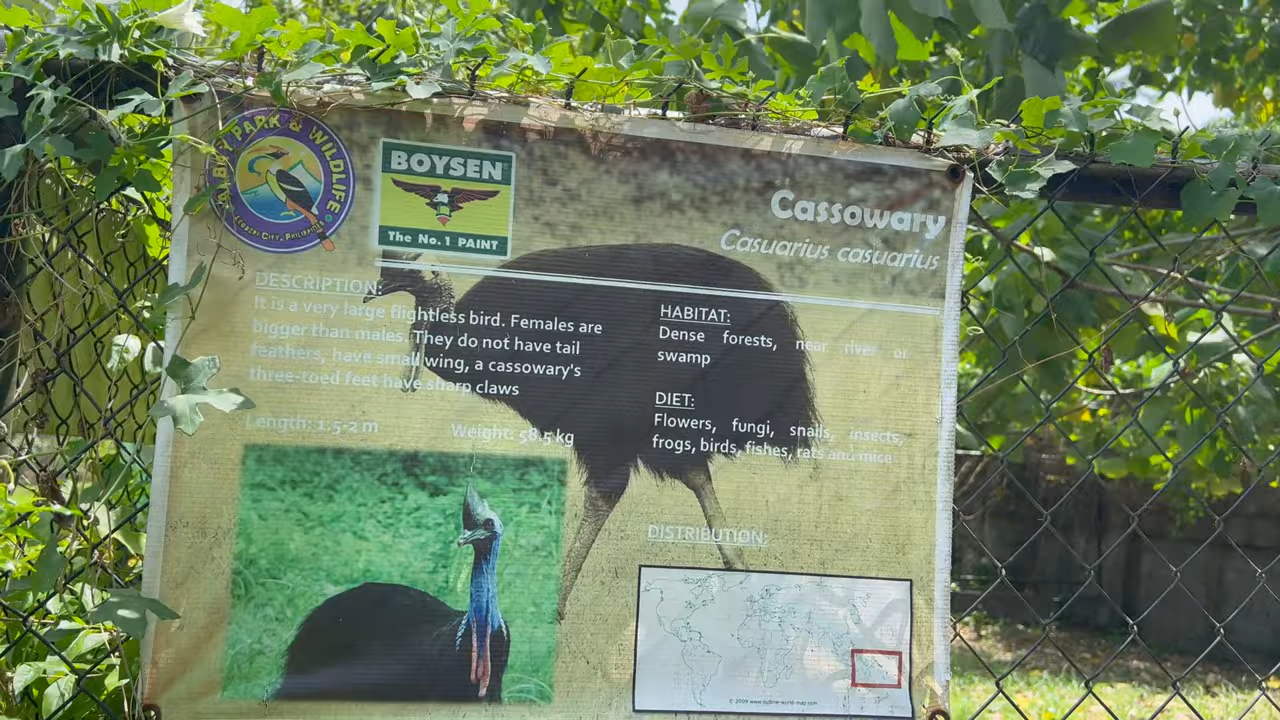 ALBAY PARK & WILDLIFE
CITY, PHILIPPINES
BOYSEN
The No. 1 PAINT
Cassowary
Casuarius casuarius
DESCRIPTION:
It is a very large flightless bird. Females are
bigger than males. They do not have tail
feathers, have small wing, a cassowary's
three-toed feet have sharp claws
Length: 1.5-2 m Weight: 58.5 kg
HABITAT:
Dense forests, near river or
swamp
DIET:
Flowers, fungi, snails, insects,
frogs, birds, fishes, rats and mice
DISTRIBUTION:
© 2009 www.outline-world-map.com